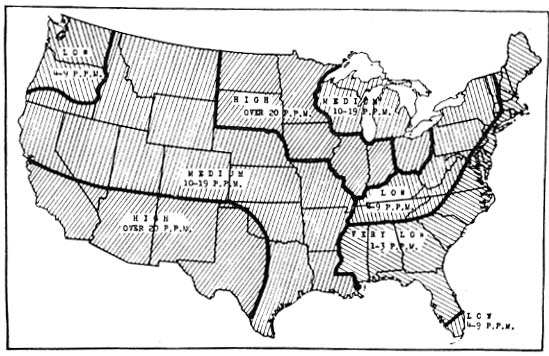 LOW
4-9 P.P.M.
HIGH
OVER 20 P.P.M.
MEDIUM
10-19 P.P.M.
MEDIUM
10-19 P.P.M.
HIGH
OVER 20 P.P.M.
LOW
4-9 P.P.M.
VERY LOW
1-3 P.P.M.
LOW
4-9 P.P.M.